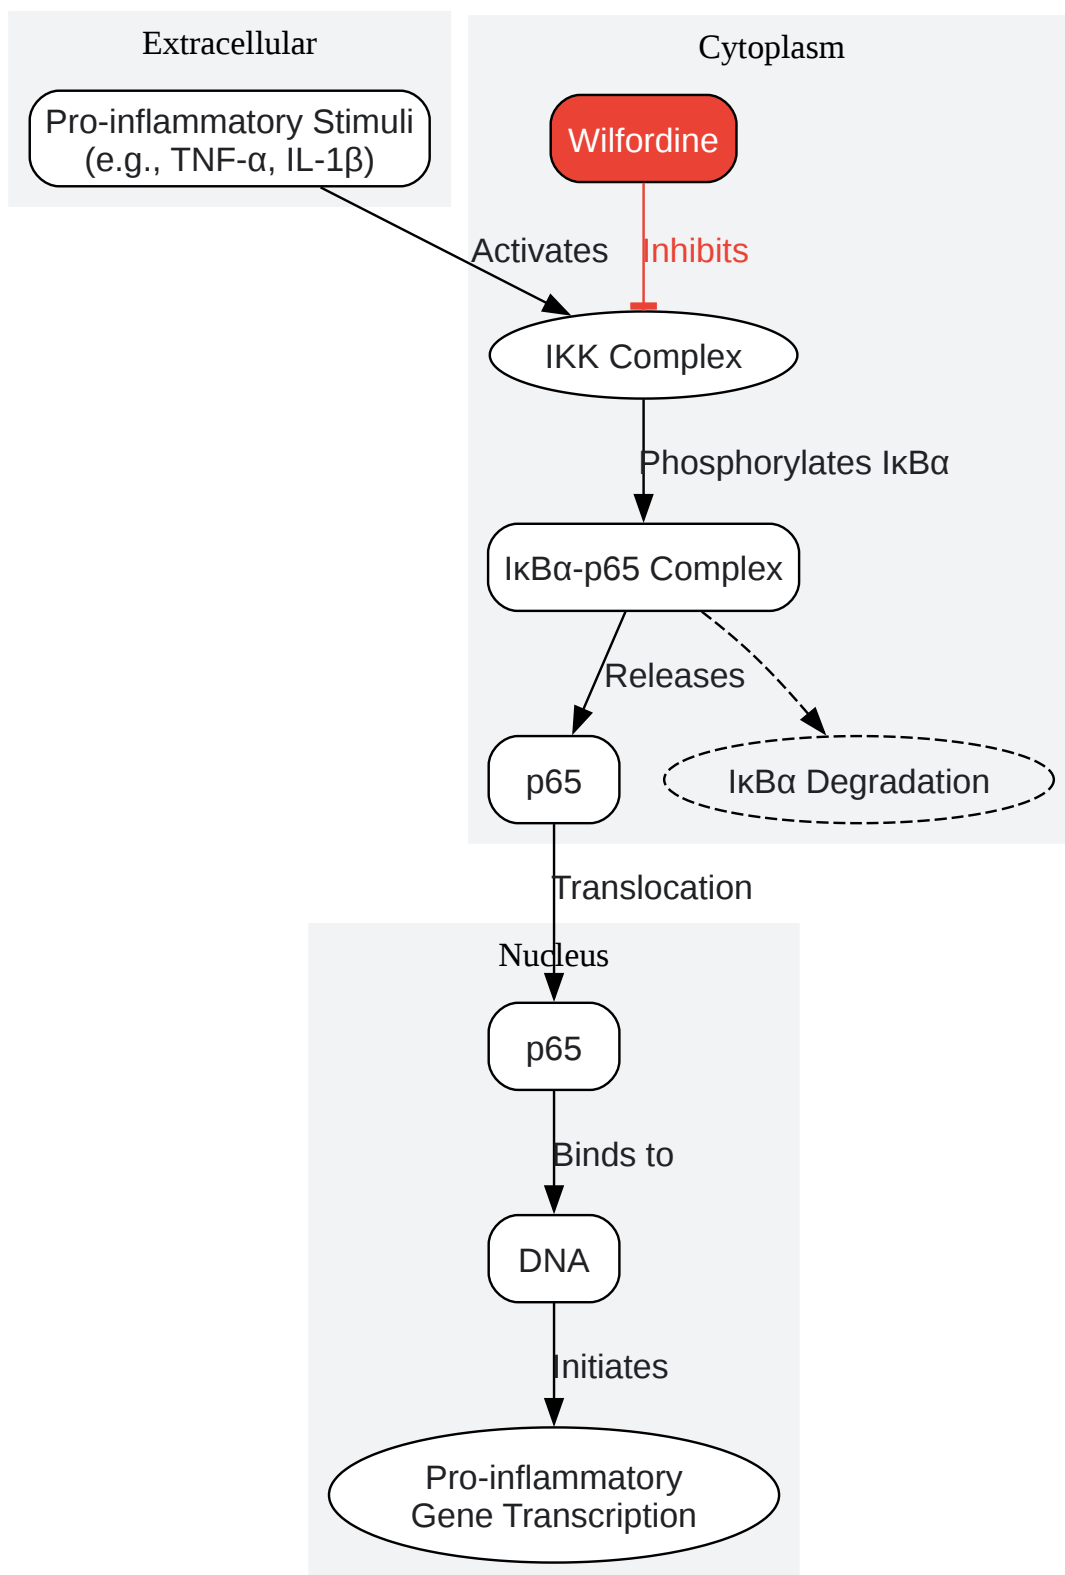 Extracellular
Cytoplasm
Pro-inflammatory Stimuli
(e.g., TNF-α, IL-1β)
Wilfordine
Activates
Inhibits
IKK Complex
Phosphorylates IκBα
IκBα-p65 Complex
Releases
p65
IκBα Degradation
Translocation
Nucleus
p65
Binds to
DNA
Initiates
Pro-inflammatory
Gene Transcription